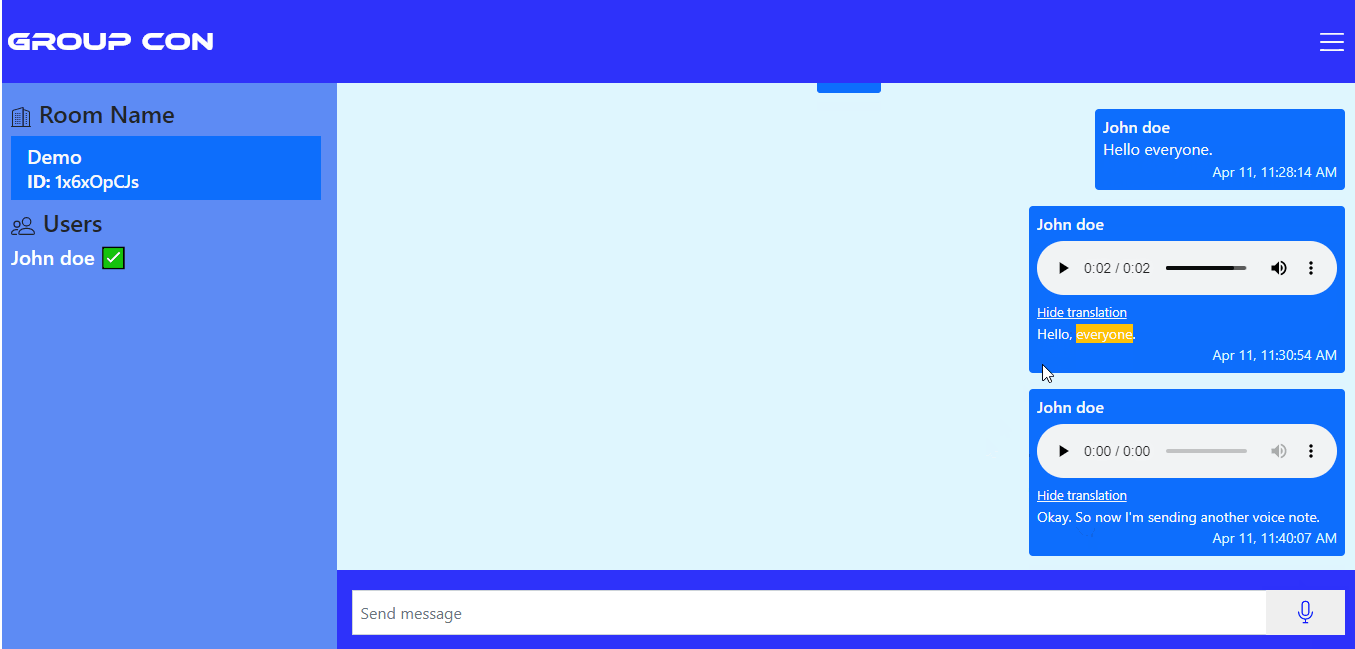 GROUP CON
Room Name
Demo
ID: 1x6xOpCJs
Users
John doe
John doe
Hello everyone.
Apr 11, 11:28:14 AM
John doe
0:02 / 0:02
Hide translation
Hello, everyone.
Apr 11, 11:30:54 AM
John doe
0:00 / 0:00
Hide translation
Okay. So now I'm sending another voice note.
Apr 11, 11:40:07 AM
Send message